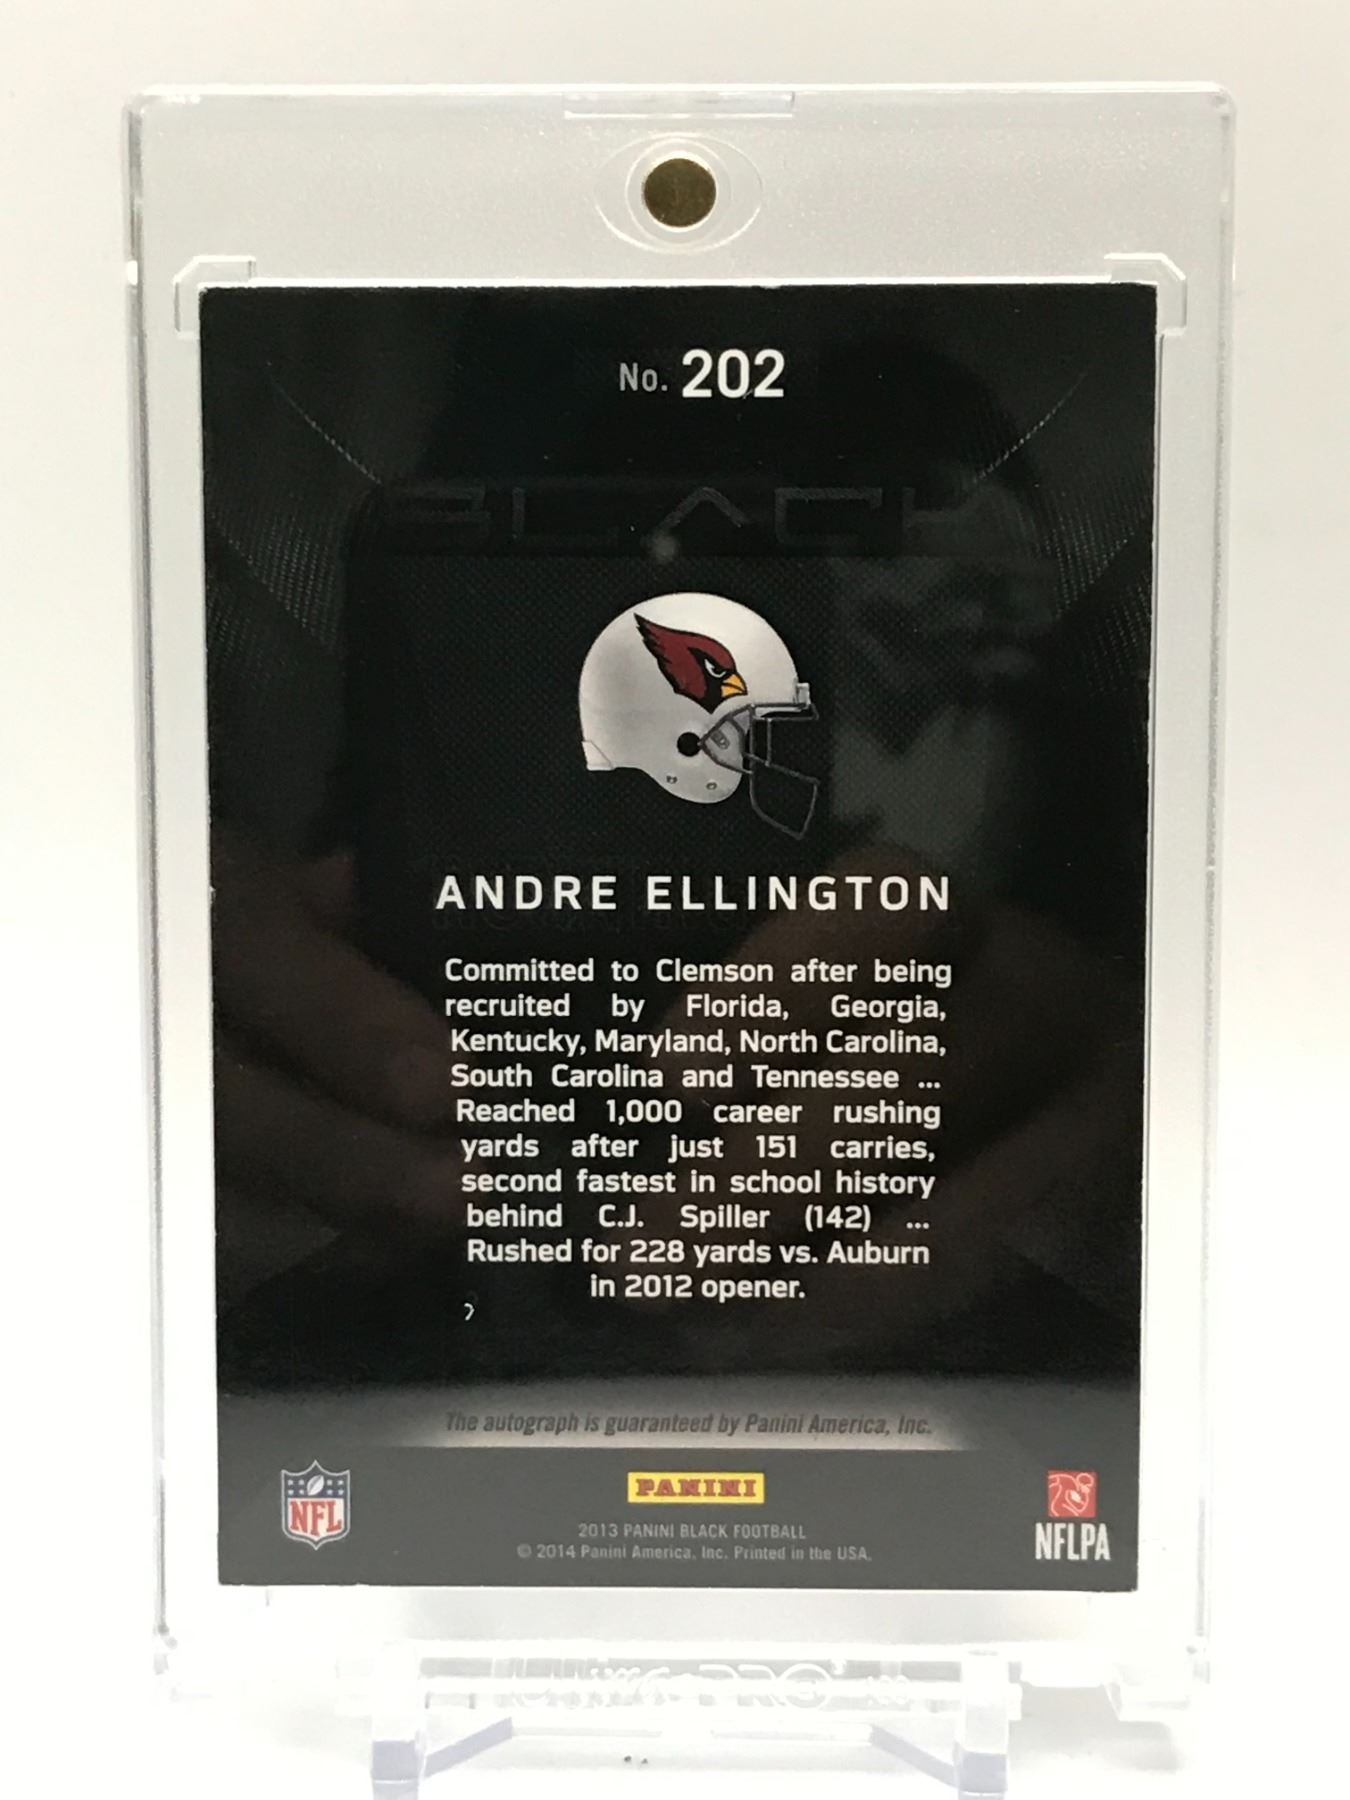 No. 202
BLACK
ANDRE ELLINGTON
Committed to Clemson after being
recruited by Florida, Georgia,
Kentucky, Maryland, North Carolina,
South Carolina and Tennessee ...
Reached 1,000 career rushing
yards after just 151 carries,
second fastest in school history
behind C.J. Spiller (142) ...
Rushed for 228 yards vs. Auburn
in 2012 opener.
The autograph is guaranteed by Panini America, Inc.
NFL
PANINI
NFLPA
2013 PANINI BLACK FOOTBALL
© 2014 Panini America, Inc. Printed in the USA.